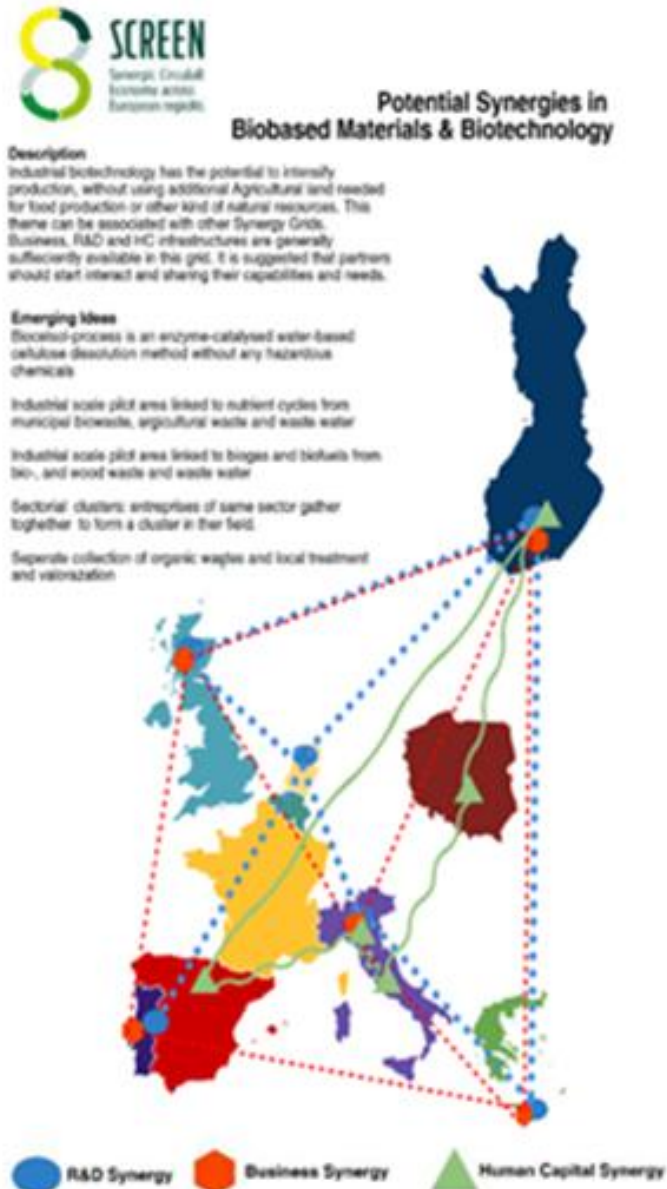 SCREEN
Synergic CircularE
Economy across
European regioNs
Potential Synergies in
Biobased Materials & Biotechnology
Description
Industrial biotechnology has the potential to intensify
production, without using additional Agricultural land needed
for food production or other kind of natural resources. This
theme can be associated with other Synergy Grids.
Business, R&D and HC infrastructures are generally
suffieciently available in this grid. It is suggested that partners
should start interact and sharing their capabilities and needs.
Emerging Ideas
Biocelsol-process is an enzyme-catalysed water-based
cellulose dissolution method without any hazardous
chemicals
Industrial scale pilot area linked to nutrient cycles from
municipal biowaste, argicultural waste and waste water
Industrial scale pilot area linked to biogas and biofuels from
bio-, and wood waste and waste water
Sectorial clusters: entreprises of same sector gather
toghether to form a cluster in ther field.
Seperate collection of organic wastes and local treatment
and valorazation
R&D Synergy
Business Synergy
Human Capital Synergy